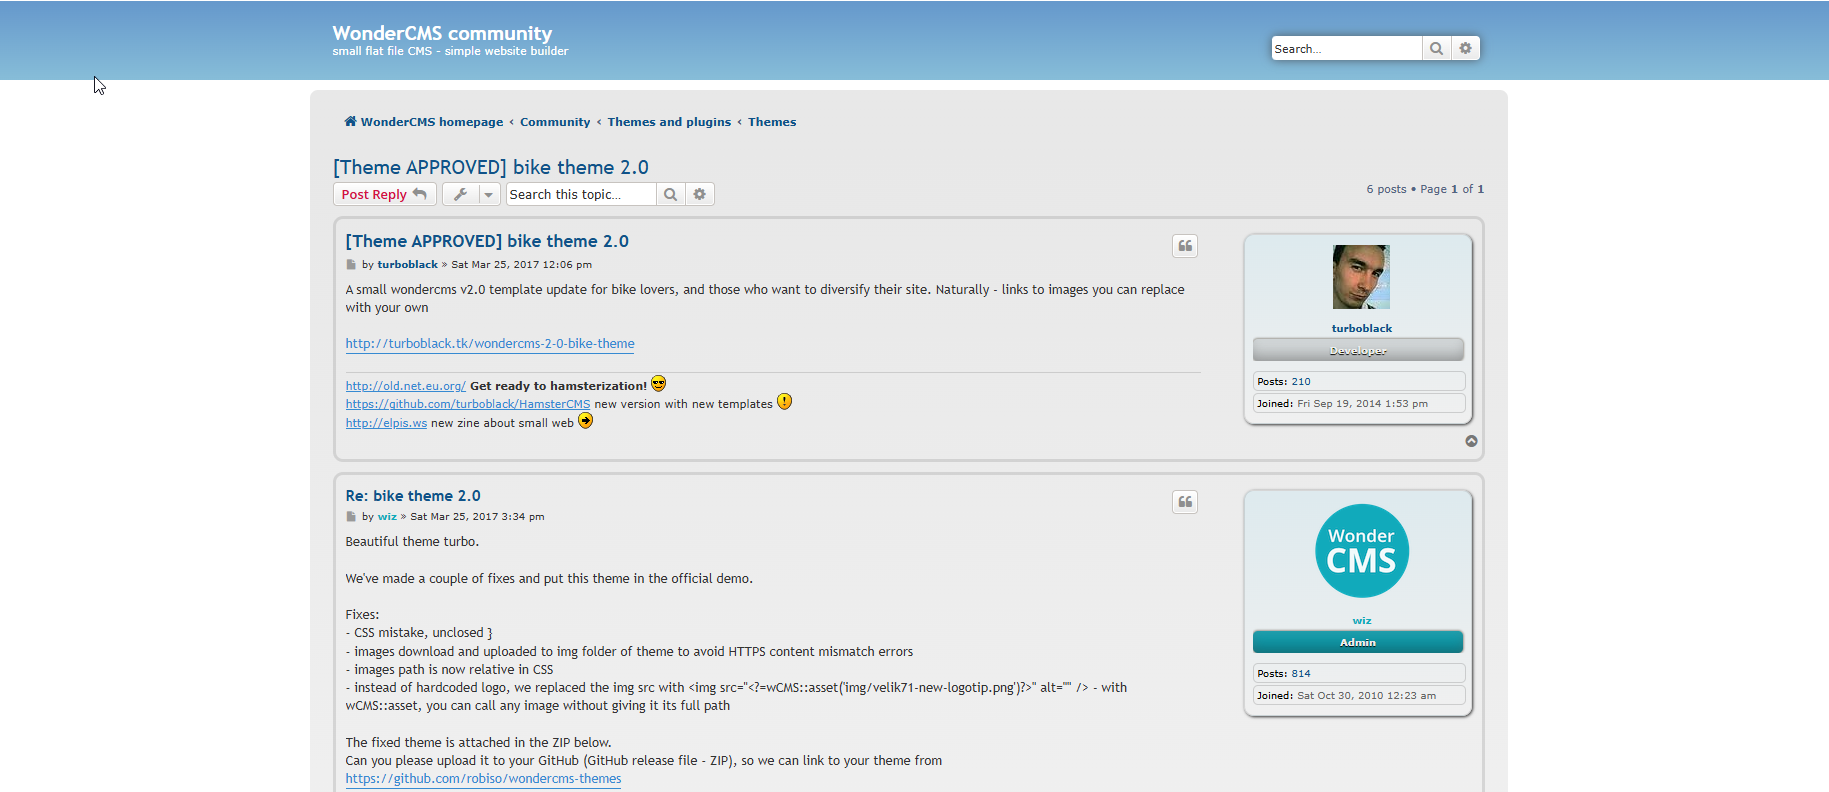 WonderCMS community
small flat file CMS - simple website builder
Search…
WonderCMS homepage ‹ Community ‹ Themes and plugins ‹ Themes
[Theme APPROVED] bike theme 2.0
Post Reply
Search this topic…
6 posts • Page 1 of 1
[Theme APPROVED] bike theme 2.0
by turboblack » Sat Mar 25, 2017 12:06 pm
A small wondercms v2.0 template update for bike lovers, and those who want to diversify their site. Naturally - links to images you can replace
with your own
http://turboblack.tk/wondercms-2-0-bike-theme
http://old.net.eu.org/ Get ready to hamsterization!
https://github.com/turboblack/HamsterCMS new version with new templates
http://elpis.ws new zine about small web
turboblack
Developer
Posts: 210
Joined: Fri Sep 19, 2014 1:53 pm
Re: bike theme 2.0
by wiz » Sat Mar 25, 2017 3:34 pm
Beautiful theme turbo.
We've made a couple of fixes and put this theme in the official demo.
Fixes:
- CSS mistake, unclosed }
- images download and uploaded to img folder of theme to avoid HTTPS content mismatch errors
- images path is now relative in CSS
- instead of hardcoded logo, we replaced the img src with <img src="<?=wCMS::asset('img/velik71-new-logotip.png')?>" alt="" /> - with
wCMS::asset, you can call any image without giving it its full path
The fixed theme is attached in the ZIP below.
Can you please upload it to your GitHub (GitHub release file - ZIP), so we can link to your theme from
https://github.com/robiso/wondercms-themes
Wonder
CMS
wiz
Admin
Posts: 814
Joined: Sat Oct 30, 2010 12:23 am